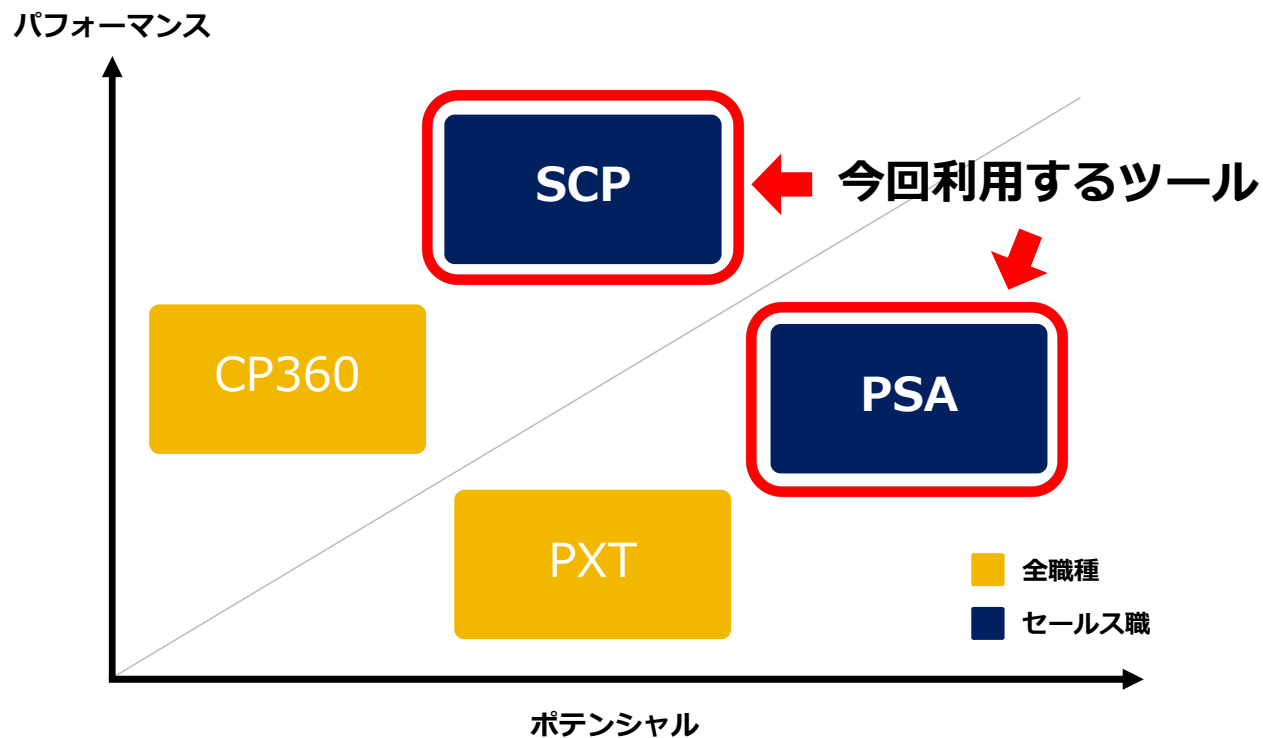 パフォーマンス
SCP
今回利用するツール
CP360
PSA
PXT
全職種
セールス職
ポテンシャル